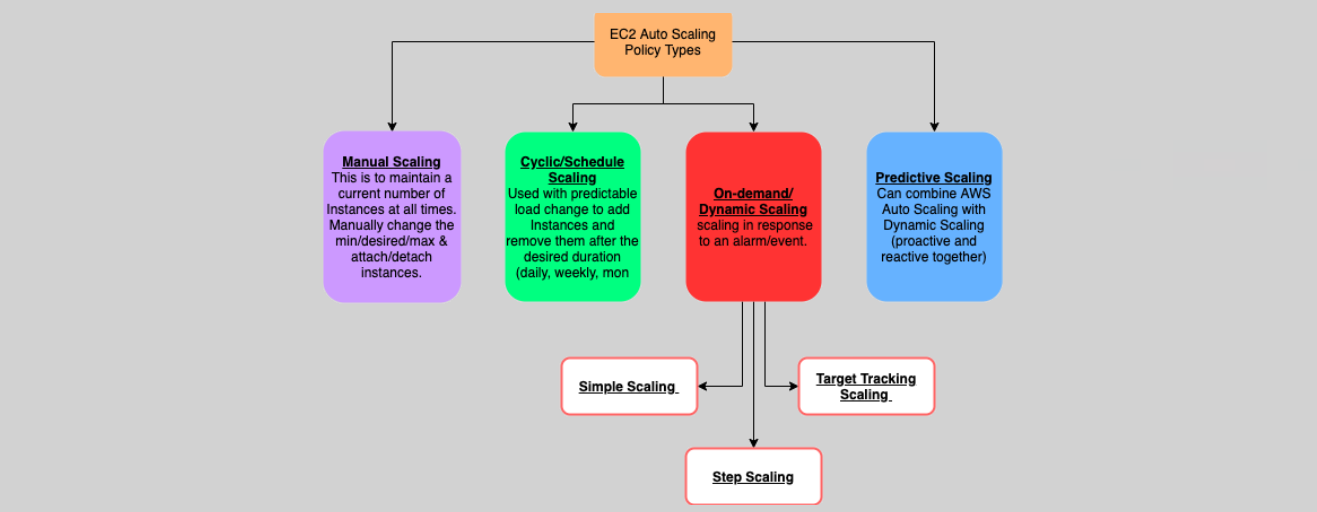 EC2 Auto Scaling
Policy Types
Manual Scaling
This is to maintain a
current number of
Instances at all times.
Manually change the
min/desired/max &
attach/detach
instances.
Cyclic/Schedule
Scaling
Used with predictable
load change to add
Instances and
remove them after the
desired duration
(daily, weekly, mon
On-demand/
Dynamic Scaling
scaling in response
to an alarm/event.
Predictive Scaling
Can combine AWS
Auto Scaling with
Dynamic Scaling
(proactive and
reactive together)
Simple Scaling
Target Tracking
Scaling
Step Scaling